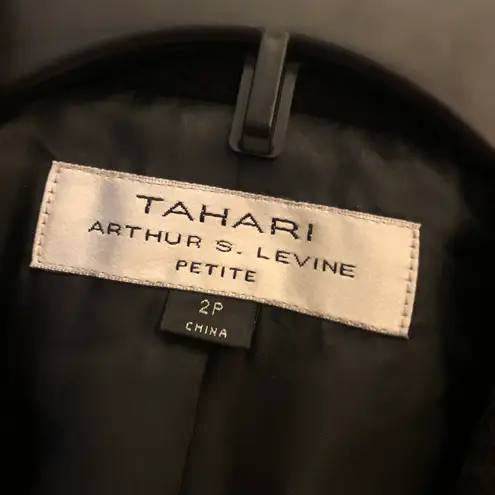 TAHARI
ARTHUR S. LEVINE
PETITE
2P
CHINA